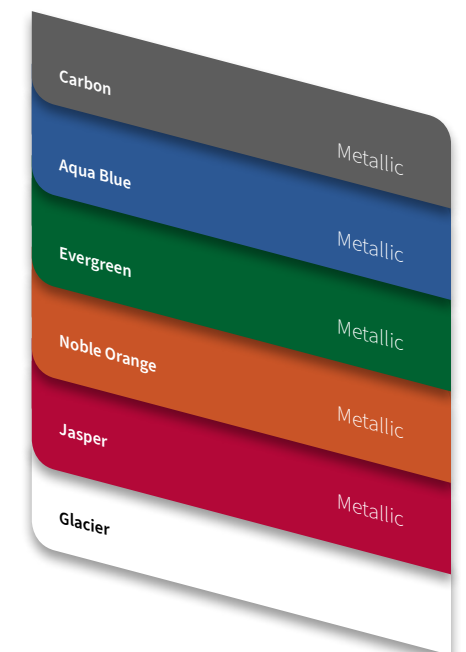 Carbon
Metallic
Aqua Blue
Metallic
Evergreen
Metallic
Noble Orange
Metallic
Jasper
Metallic
Glacier